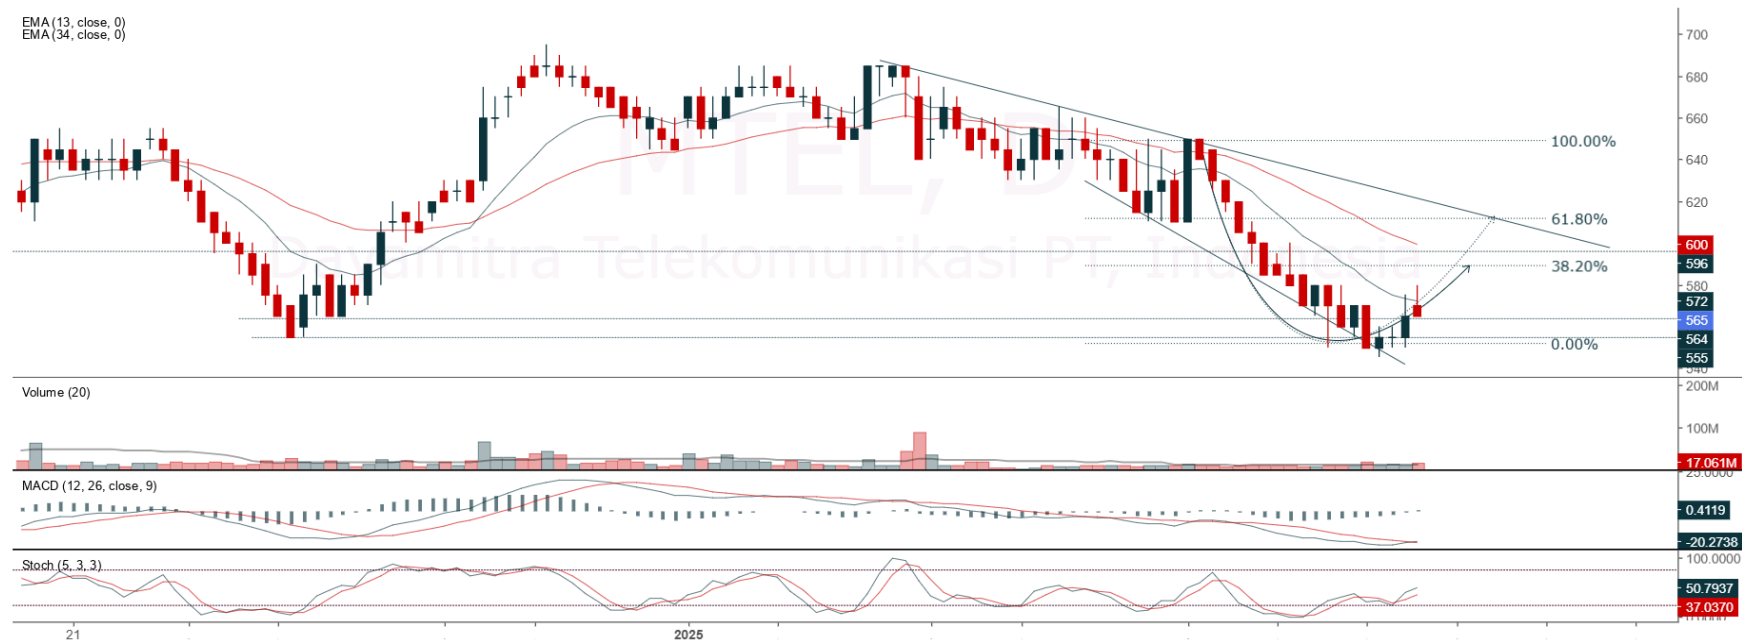 EMA (13, close, 0)
EMA (34, close, 0)
MTEL, D
Dayamitra Telekomunikasi PT, Indonesia
700
680
660
640
620
600
596
580
572
565
564
555
540
100.00%
61.80%
38.20%
0.00%
Volume (20)
200M
100M
17.061M
MACD (12, 26, close, 9)
25.0000
0.4119
-20.2738
Stoch (5, 3, 3)
100.0000
50.7937
37.0370
21
2025